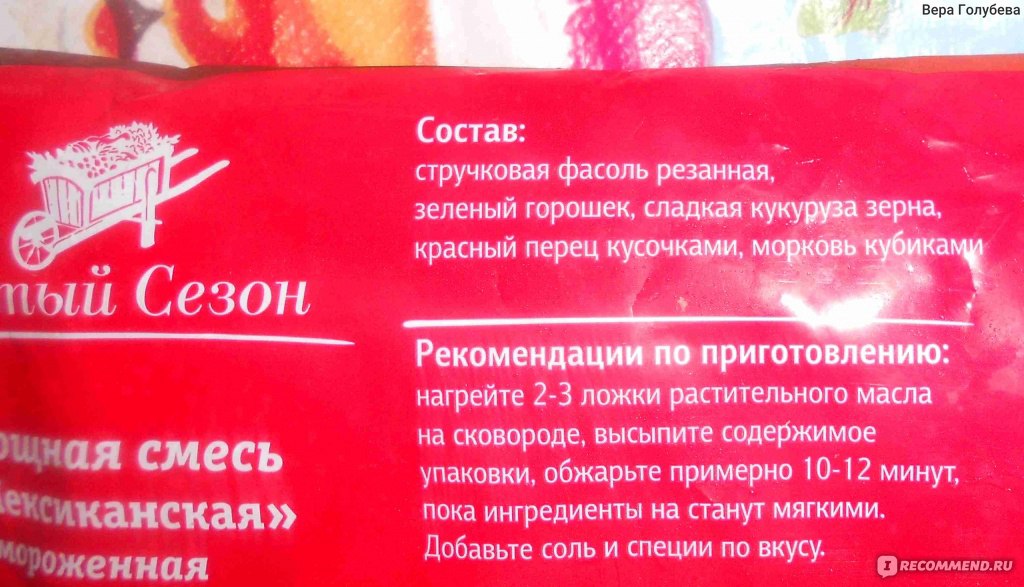 Вера Голубева
Состав:
стручковая фасоль резанная,
зеленый горошек, сладкая кукуруза зерна,
красный перец кусочками, морковь кубиками
тый Сезон
Рекомендации по приготовлению:
нагрейте 2-3 ложки растительного масла
на сковороде, высыпите содержимое
упаковки, обжарьте примерно 10-12 минут,
пока ингредиенты на станут мягкими.
Добавьте соль и специи по вкусу.
ощная смесь
ексиканская»
мороженная
IRECOMMEND.RU